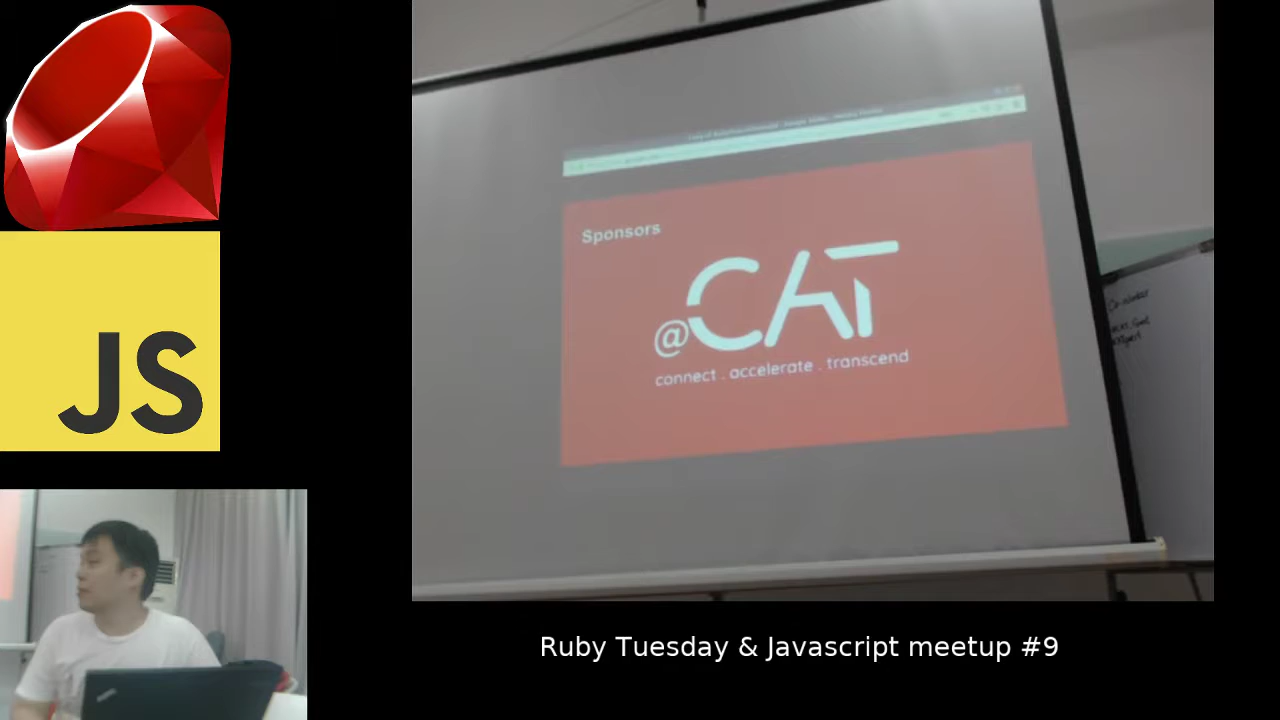 JS
Sponsors
@CAT
connect . accelerate . transcend
Ruby Tuesday & Javascript meetup #9